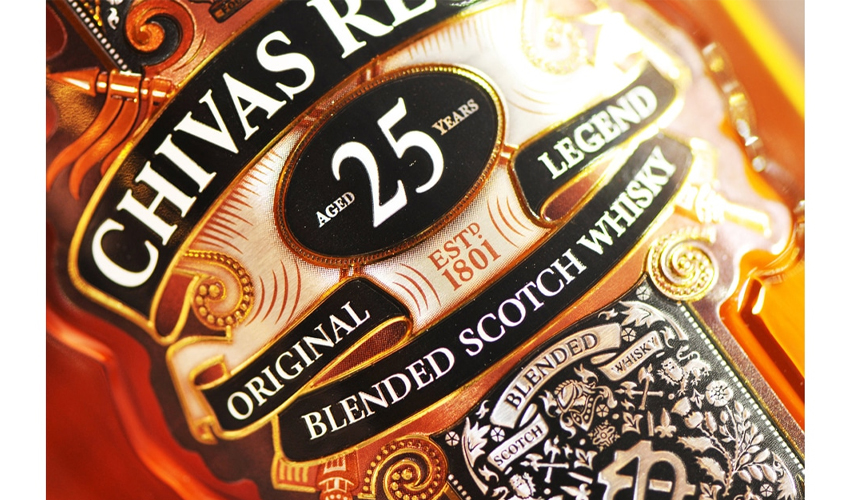 CHIVAS RE
AGED 25 YEARS
ESTD. 1801
ORIGINAL LEGEND
BLENDED SCOTCH WHISKY
BLENDED
SCOTCH
WHISKY